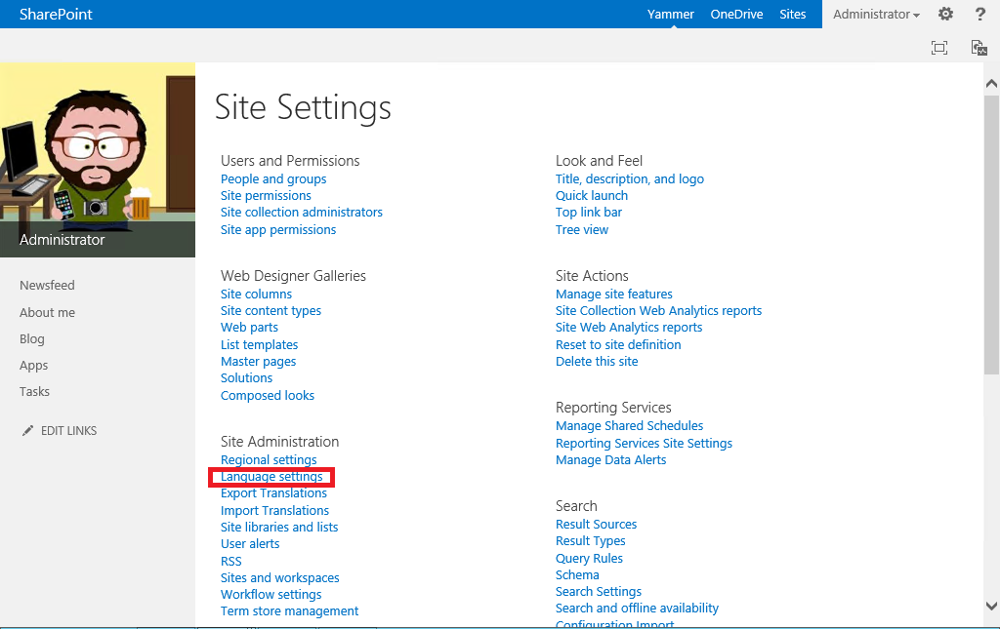 SharePoint
Yammer OneDrive Sites Administrator ?
Administrator
Newsfeed
About me
Blog
Apps
Tasks
EDIT LINKS
Site Settings
Users and Permissions
People and groups
Site permissions
Site collection administrators
Site app permissions
Web Designer Galleries
Site columns
Site content types
Web parts
List templates
Master pages
Solutions
Composed looks
Site Administration
Regional settings
Language settings
Export Translations
Import Translations
Site libraries and lists
User alerts
RSS
Sites and workspaces
Workflow settings
Term store management
Look and Feel
Title, description, and logo
Quick launch
Top link bar
Tree view
Site Actions
Manage site features
Site Collection Web Analytics reports
Site Web Analytics reports
Reset to site definition
Delete this site
Reporting Services
Manage Shared Schedules
Reporting Services Site Settings
Manage Data Alerts
Search
Result Sources
Result Types
Query Rules
Schema
Search Settings
Search and offline availability
Configuration Import